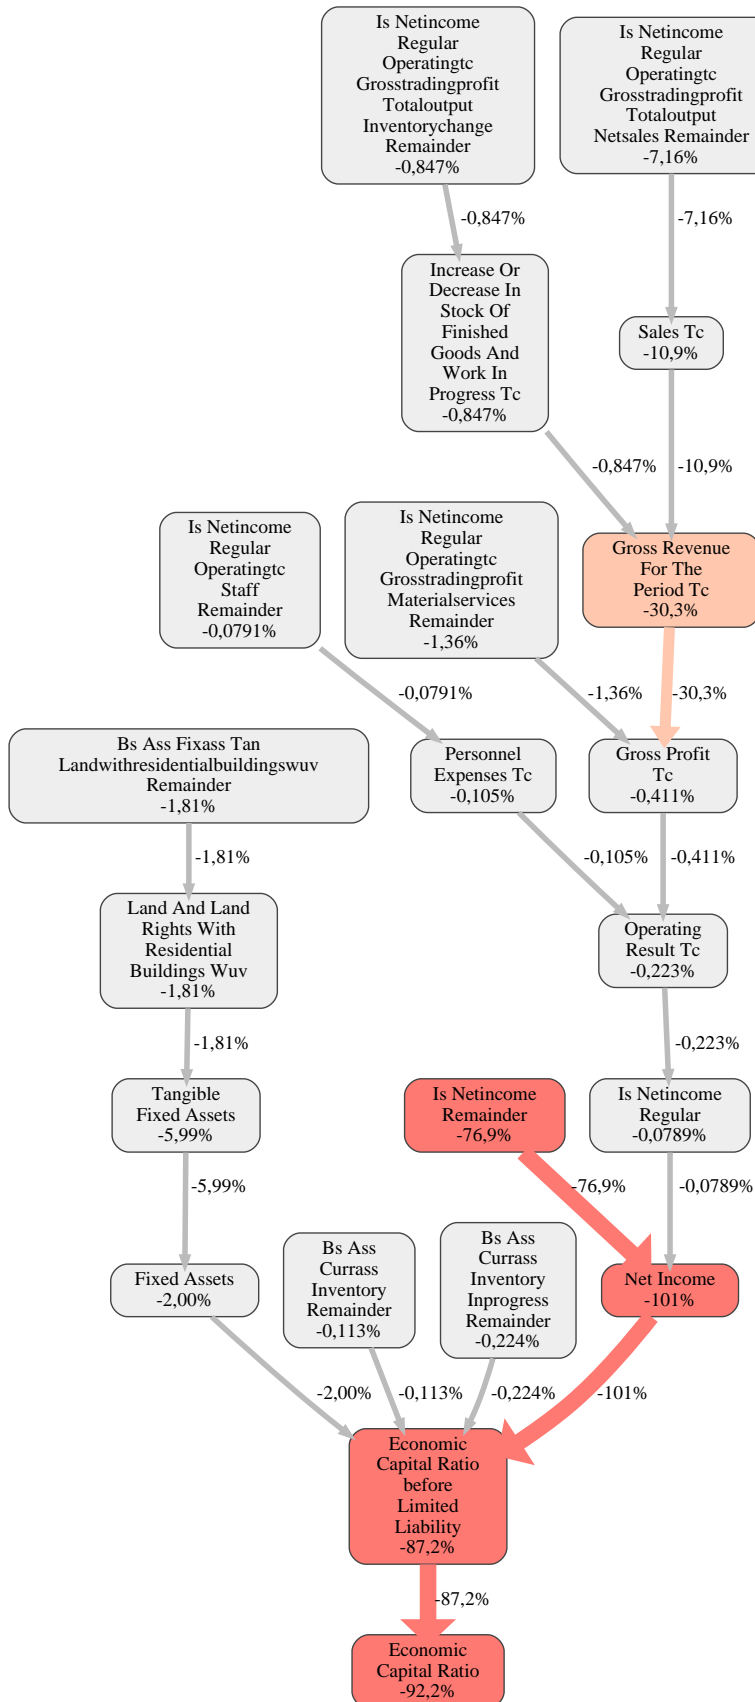 Is Netincome
Regular
Operatingtc
Grosstradingprofit
Totaloutput
Inventorychange
Remainder
-0,847%
Is Netincome
Regular
Operatingtc
Grosstradingprofit
Totaloutput
Netsales Remainder
-7,16%
-0,847%
-7,16%
Increase Or
Decrease In
Stock Of
Finished
Goods And
Work In
Progress Tc
-0,847%
Sales Tc
-10,9%
-0,847%
-10,9%
Is Netincome
Regular
Operatingtc
Staff
Remainder
-0,0791%
Is Netincome
Regular
Operatingtc
Grosstradingprofit
Materialservices
Remainder
-1,36%
Gross Revenue
For The
Period Tc
-30,3%
-0,0791%
-1,36%
-30,3%
Bs Ass Fixass Tan
Landwithresidentialbuildingswuv
Remainder
-1,81%
Personnel
Expenses Tc
-0,105%
Gross Profit
Tc
-0,411%
-1,81%
-0,105%
-0,411%
Land And Land
Rights With
Residential
Buildings Wuv
-1,81%
Operating
Result Tc
-0,223%
-1,81%
-0,223%
Tangible
Fixed Assets
-5,99%
Is Netincome
Remainder
-76,9%
Is Netincome
Regular
-0,0789%
-5,99%
-76,9%
-0,0789%
Fixed Assets
-2,00%
Bs Ass
Currass
Inventory
Remainder
-0,113%
Bs Ass
Currass
Inventory
Inprogress
Remainder
-0,224%
Net Income
-101%
-2,00%
-0,113%
-0,224%
-101%
Economic
Capital Ratio
before
Limited
Liability
-87,2%
-87,2%
Economic
Capital Ratio
-92,2%